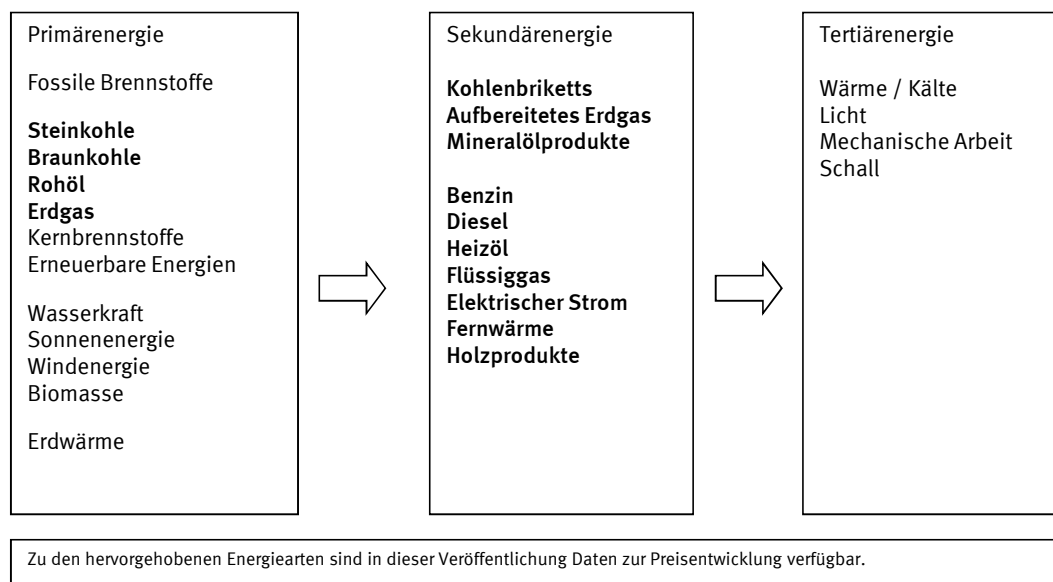 Primärenergie
Fossile Brennstoffe
Steinkohle
Braunkohle
Rohöl
Erdgas
Kernbrennstoffe
Erneuerbare Energien
Wasserkraft
Sonnenenergie
Windenergie
Biomasse
Erdwärme
Sekundärenergie
Kohlenbriketts
Aufbereitetes Erdgas
Mineralölprodukte
Benzin
Diesel
Heizöl
Flüssiggas
Elektrischer Strom
Fernwärme
Holzprodukte
Tertiärenergie
Wärme / Kälte
Licht
Mechanische Arbeit
Schall
Zu den hervorgehobenen Energiearten sind in dieser Veröffentlichung Daten zur Preisentwicklung verfügbar.